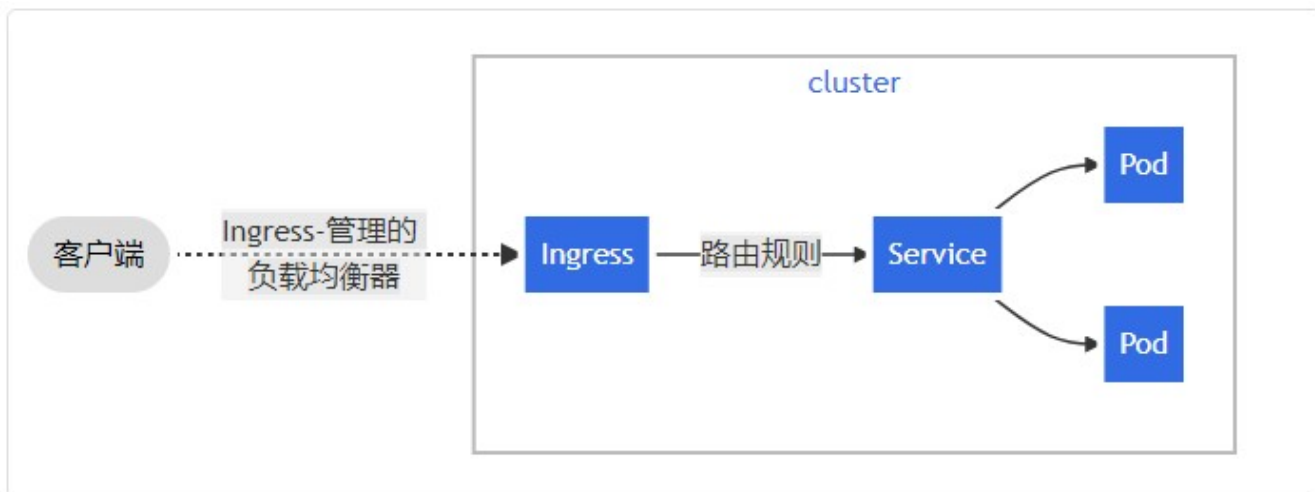 cluster
Pod
客户端
Ingress-管理的
负载均衡器
Ingress
路由规则
Service
Pod